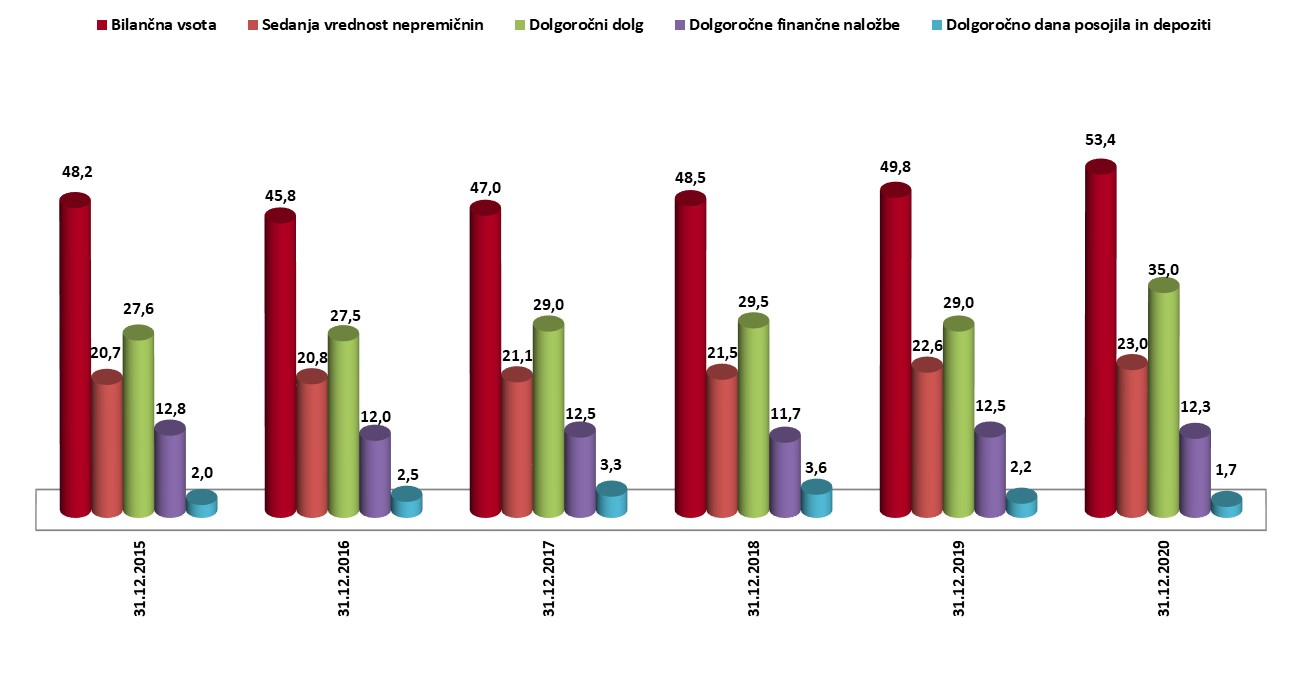 Bilančna vsota Sedanja vrednost nepremičnin Dolgoročni dolg Dolgoročne finančne naložbe Dolgoročno dana posojila in depoziti
48,2 20,7 27,6 12,8 2,0
45,8 20,8 27,5 12,0 2,5
47,0 21,1 29,0 12,5 3,3
48,5 21,5 29,5 11,7 3,6
49,8 22,6 29,0 12,5 2,2
53,4 23,0 35,0 12,3 1,7
31.12.2015
31.12.2016
31.12.2017
31.12.2018
31.12.2019
31.12.2020